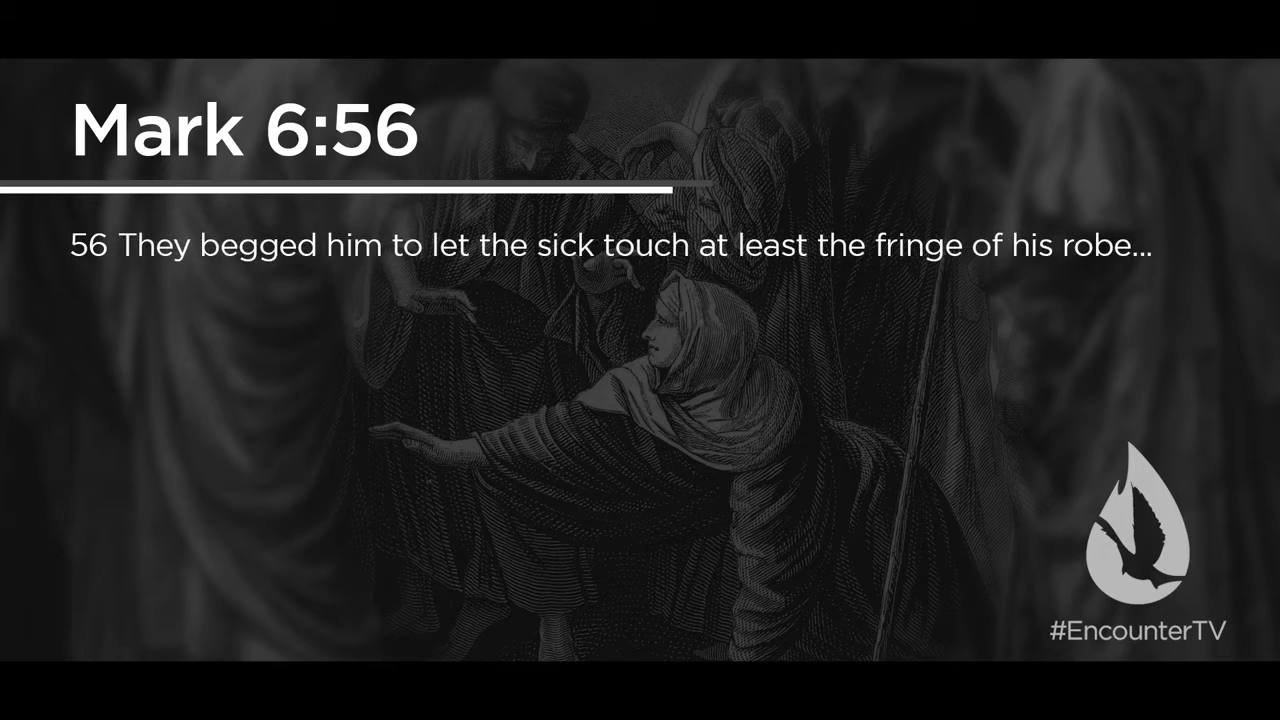 Mark 6:56
56 They begged him to let the sick touch at least the fringe of his robe...
#EncounterTV